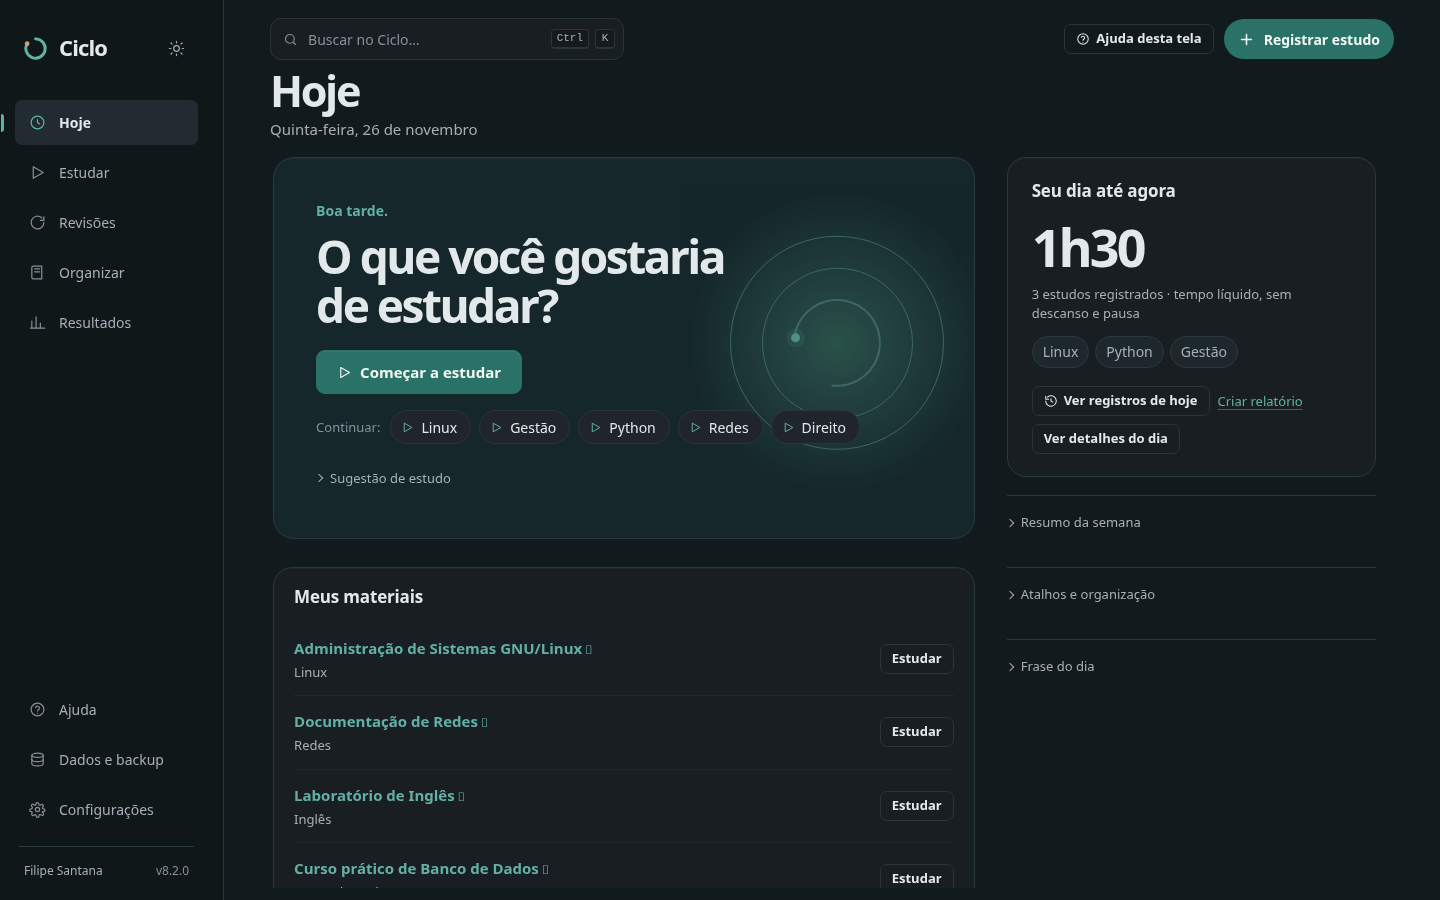 Ciclo
Hoje
Estudar
Revisões
Organizar
Resultados
Ajuda
Dados e backup
Configurações
Filipe Santana v8.2.0
Buscar no Ciclo... Ctrl K
Ajuda desta tela
Registrar estudo
Hoje
Quinta-feira, 26 de novembro
Boa tarde.
O que você gostaria
de estudar?
Começar a estudar
Continuar: Linux Gestão Python Redes Direito
Sugestão de estudo
Meus materiais
Administração de Sistemas GNU/Linux
Linux
Estudar
Documentação de Redes
Redes
Estudar
Laboratório de Inglês
Inglês
Estudar
Curso prático de Banco de Dados
Estudar
Seu dia até agora
1h30
3 estudos registrados · tempo líquido, sem
descanso e pausa
Linux Python Gestão
Ver registros de hoje Criar relatório
Ver detalhes do dia
Resumo da semana
Atalhos e organização
Frase do dia